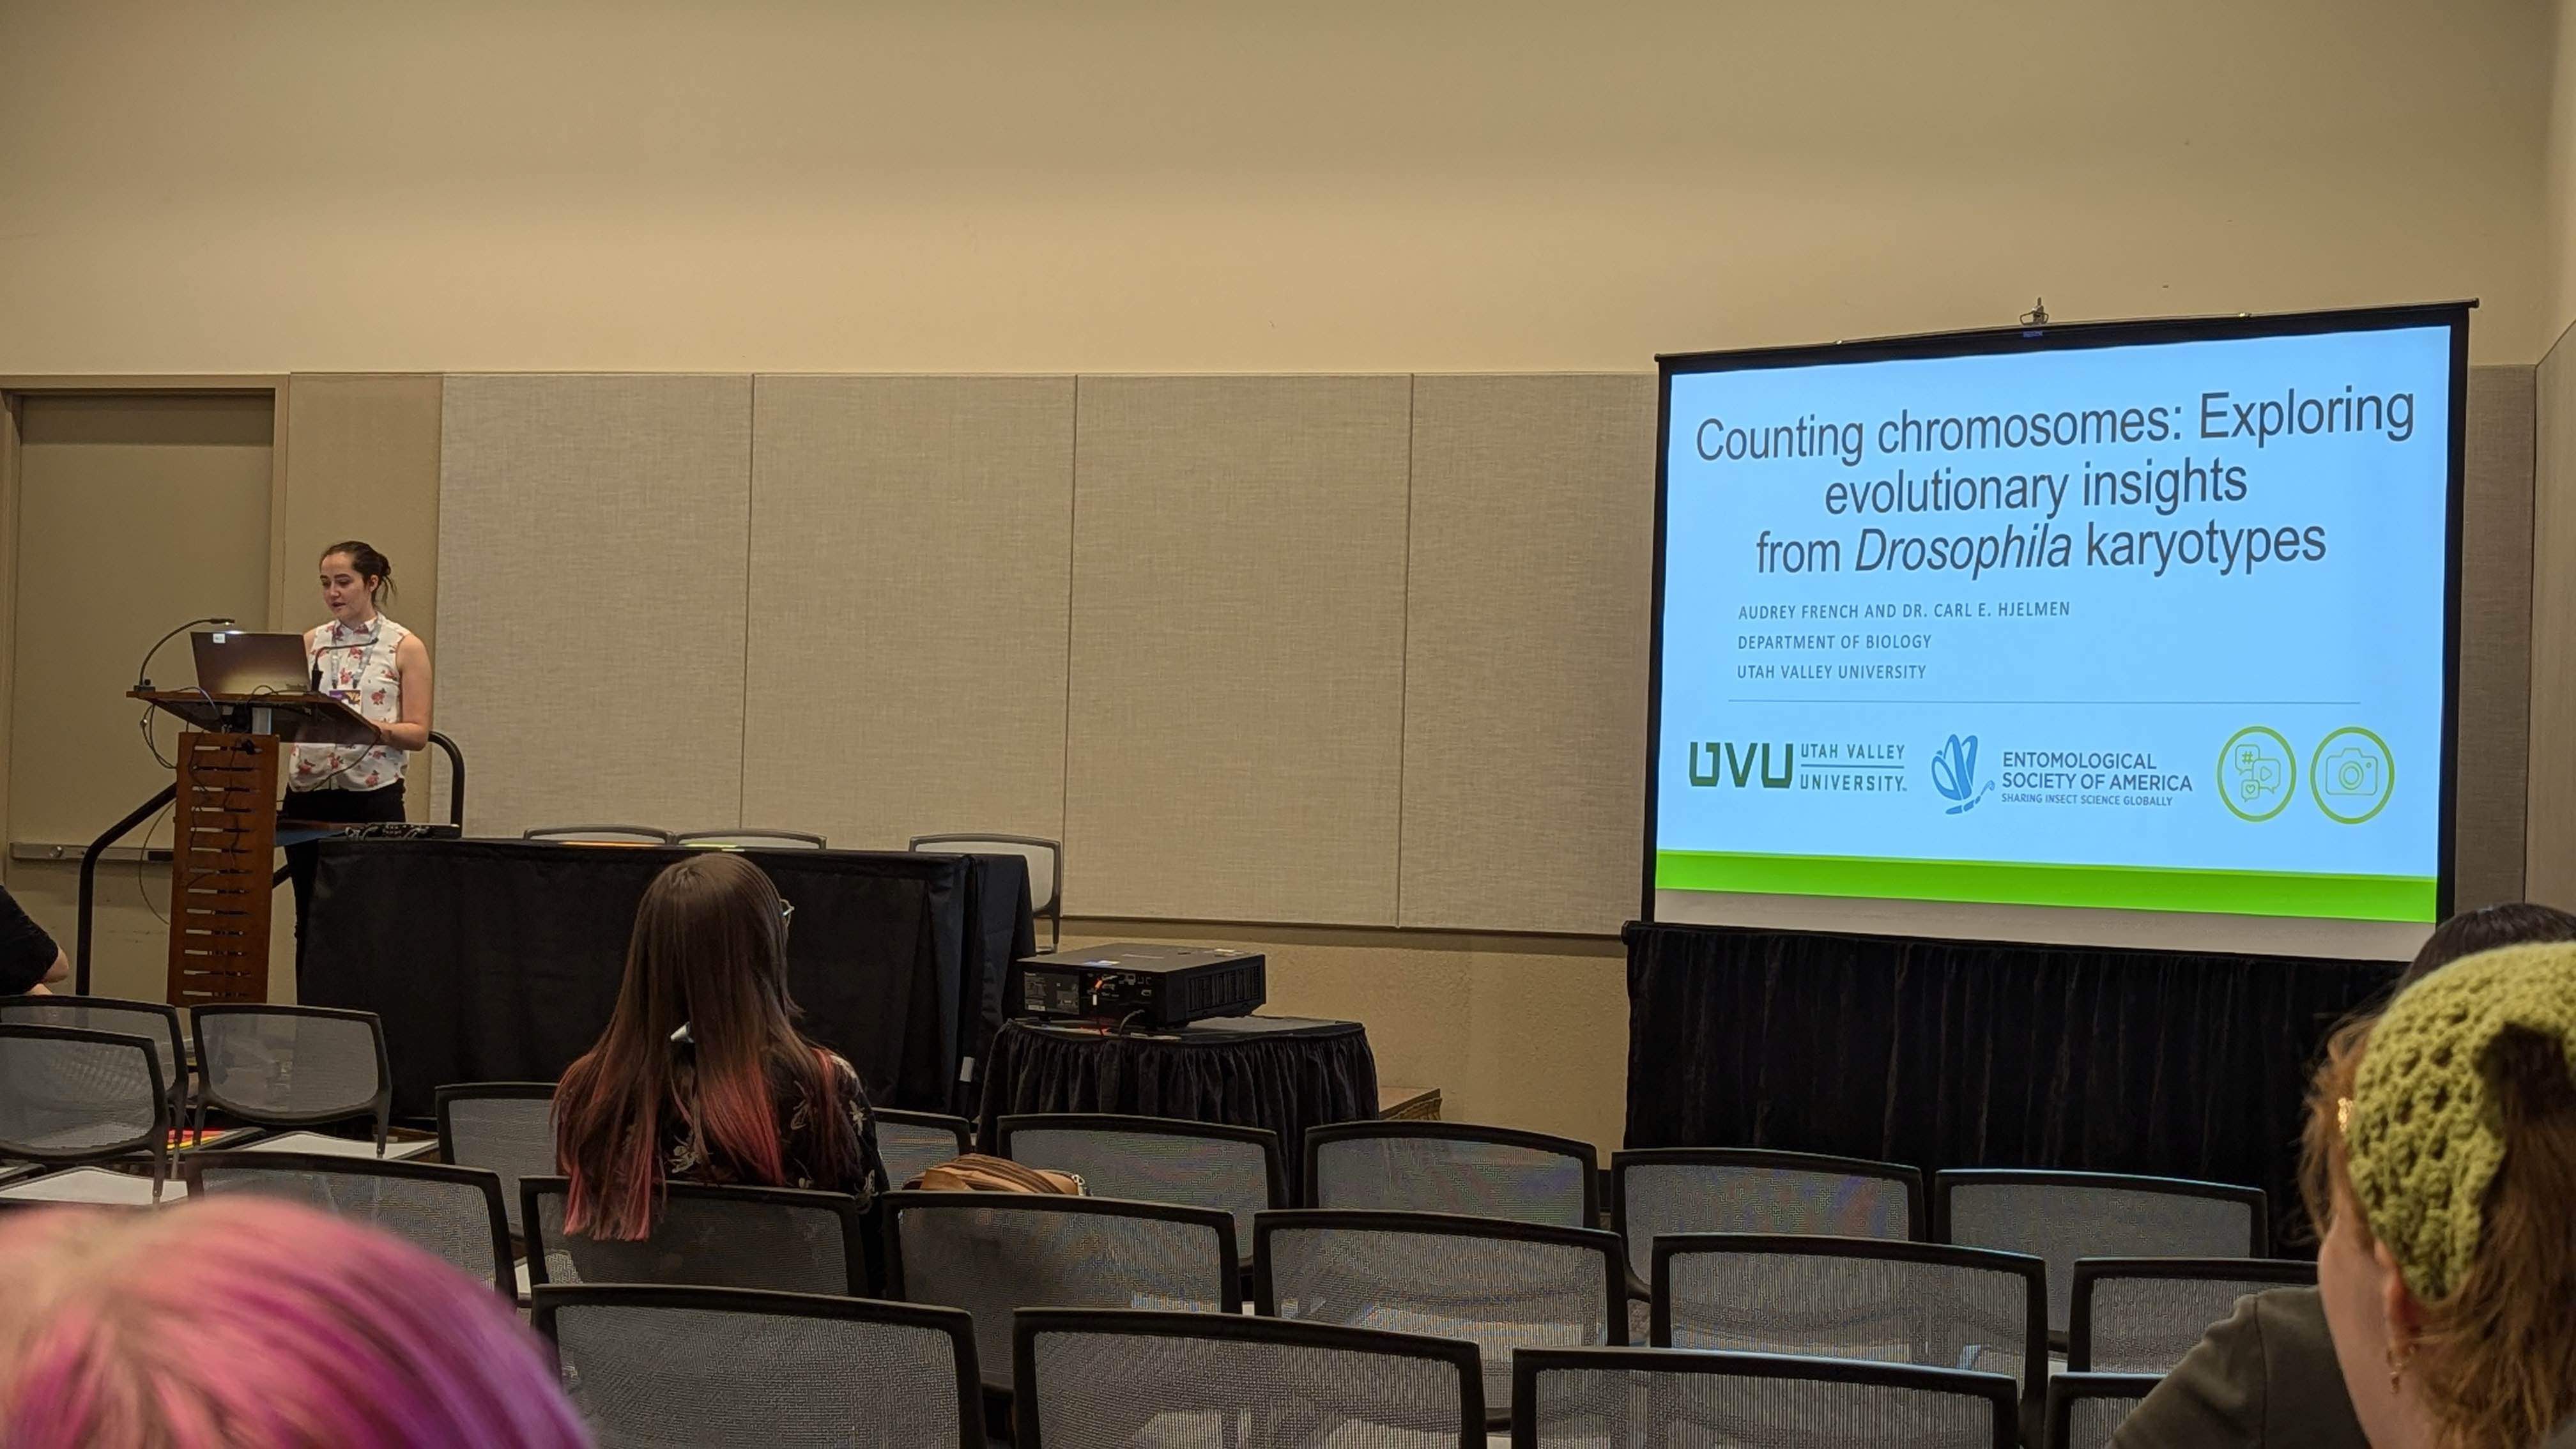 Counting chromosomes: Exploring
evolutionary insights
from Drosophila karyotypes
AUDREY FRENCH AND DR. CARL E. HJELMEN
DEPARTMENT OF BIOLOGY
UTAH VALLEY UNIVERSITY
UVU
UTAH VALLEY
UNIVERSITY
ENTOMOLOGICAL
SOCIETY OF AMERICA
SHARING INSECT SCIENCE GLOBALLY
#